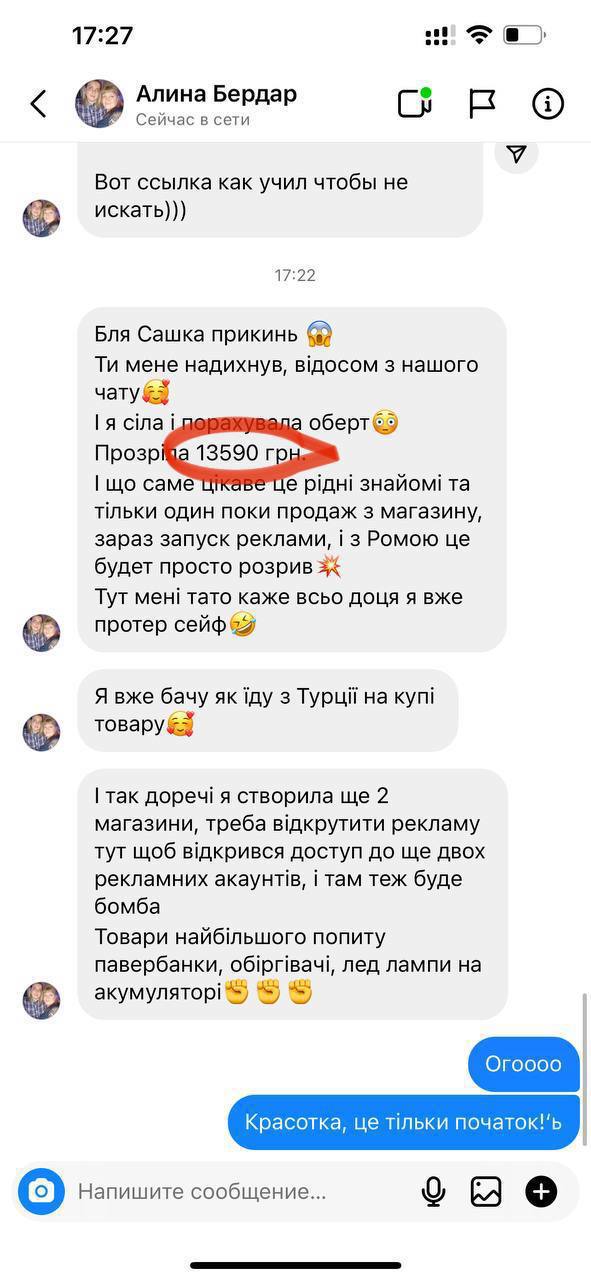 17:27
Алина Бердар
Сейчас в сети
Вот ссылка как учил чтобы не
искать)))
17:22
Бля Сашка прикинь 😱
Ти мене надихнув, відосом з нашого
чату🥰
І я сіла і порахувала оберт😳
Прозріла 13590 грн.
І що саме цікаве це рідні знайомі та
тільки один поки продаж з магазину,
зараз запуск реклами, і з Ромою це
будет просто розрив💥
Тут мені тато каже всьо доця я вже
протер сейф🤣
Я вже бачу як їду з Турції на купі
товару🥰
І так доречі я створила ще 2
магазини, треба відкрутити рекламу
тут щоб відкрився доступ до ще двох
рекламних акаунтів, і там теж буде
бомба
Товари найбільшого попиту
павербанки, обіргівачі, лед лампи на
акумуляторі✊✊✊
Огоооо
Красотка, це тільки початок!‘ь
Напишите сообщение...